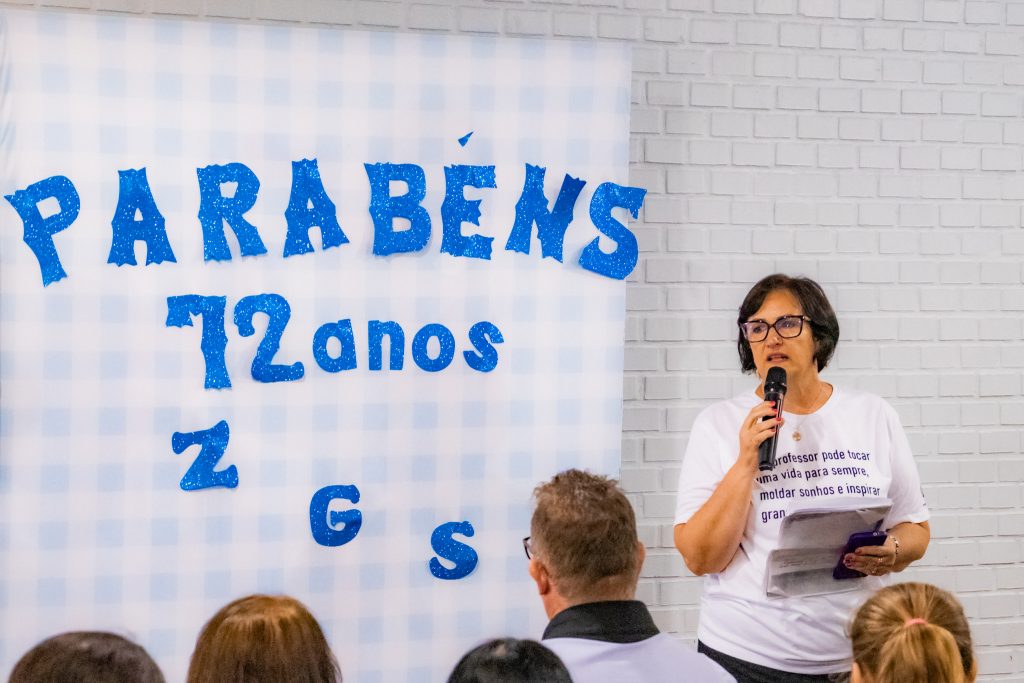 PARABÉNS
72 anos
Z
G
S
professor pode tocar
uma vida para sempre,
moldar sonhos e inspirar